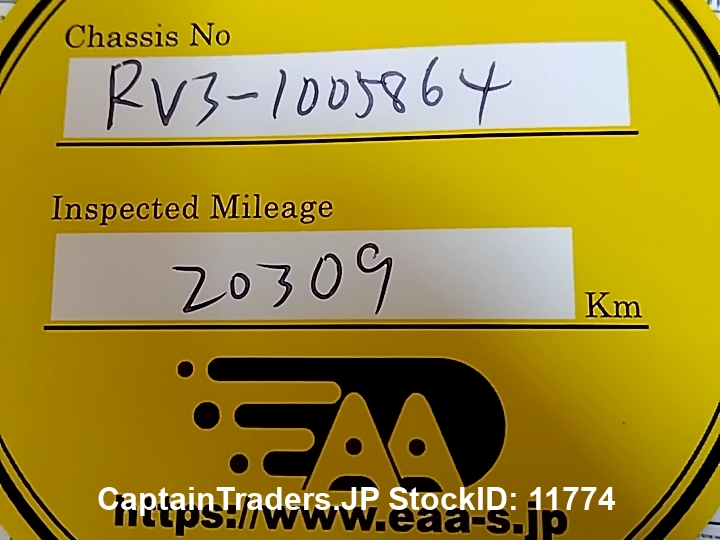 Chassis No
RV3-1005864
Inspected Mileage
20309
Km
EAA
CaptainTraders.JP StockID: 11774
https://www.eaa-s.jp